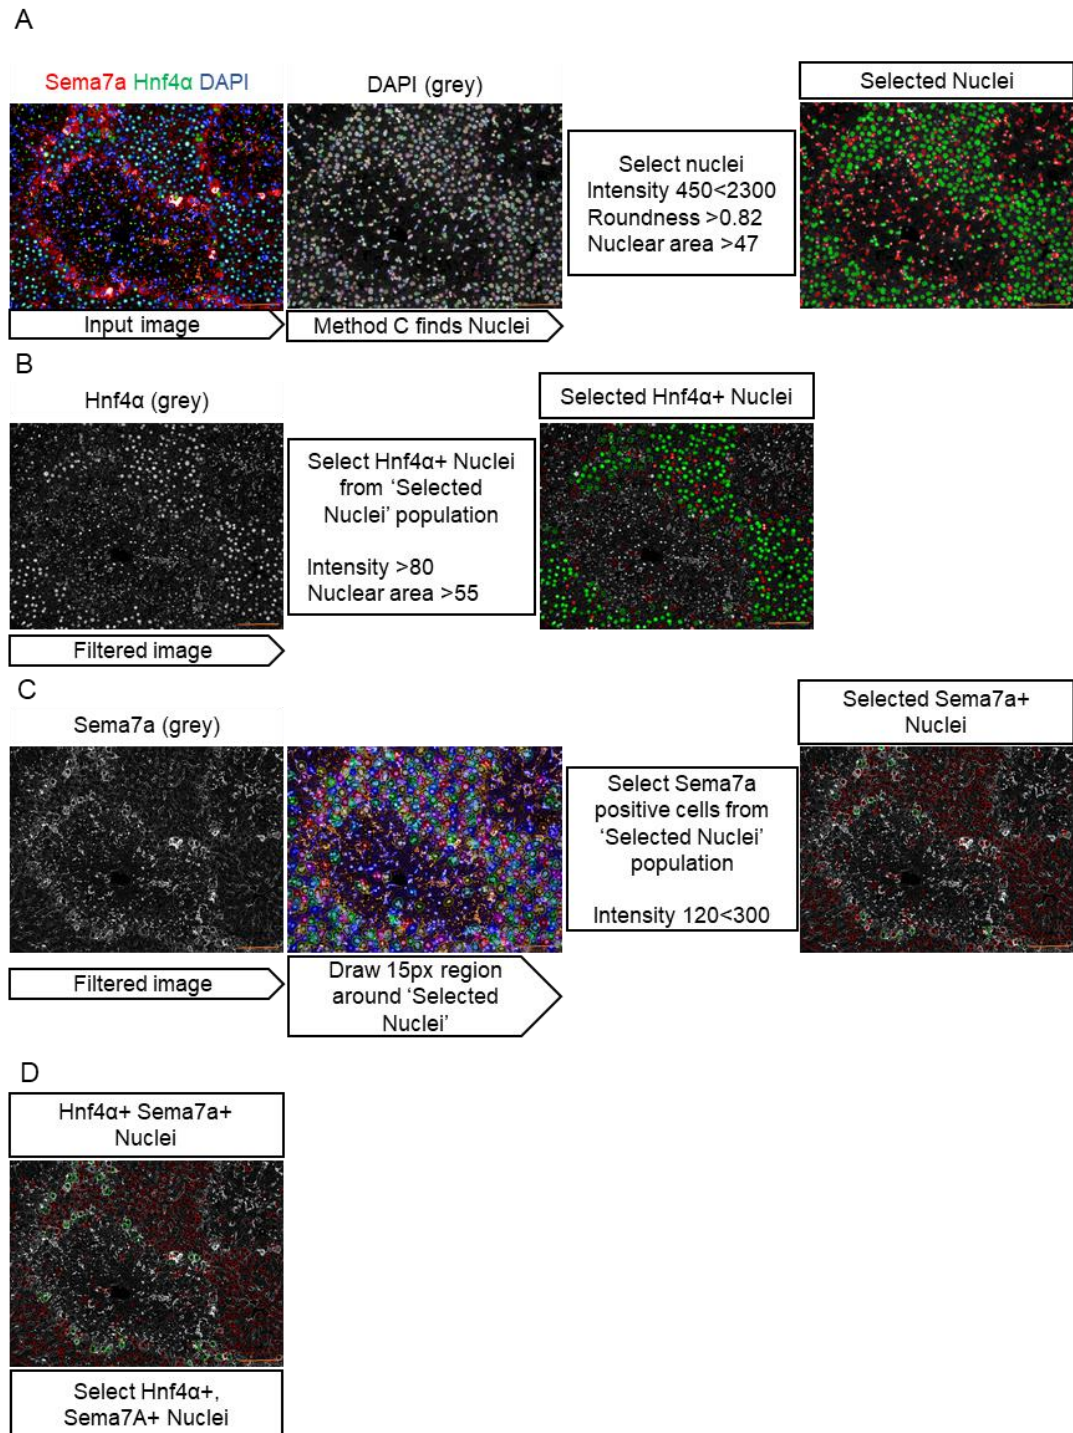 A
Sema7a Hnf4α DAPI
DAPI (grey)
Selected Nuclei
Select nuclei
Intensity 450<2300
Roundness >0.82
Nuclear area >47
Input image
Method C finds Nuclei
B
Hnf4α (grey)
Selected Hnf4α+ Nuclei
Select Hnf4α+ Nuclei
from ‘Selected
Nuclei’ population
Intensity >80
Nuclear area >55
Filtered image
C
Sema7a (grey)
Selected Sema7a+
Nuclei
Select Sema7a
positive cells from
‘Selected Nuclei’
population
Intensity 120<300
Filtered image
Draw 15px region
around ‘Selected
Nuclei’
D
Hnf4α+ Sema7a+
Nuclei
Select Hnf4α+,
Sema7A+ Nuclei